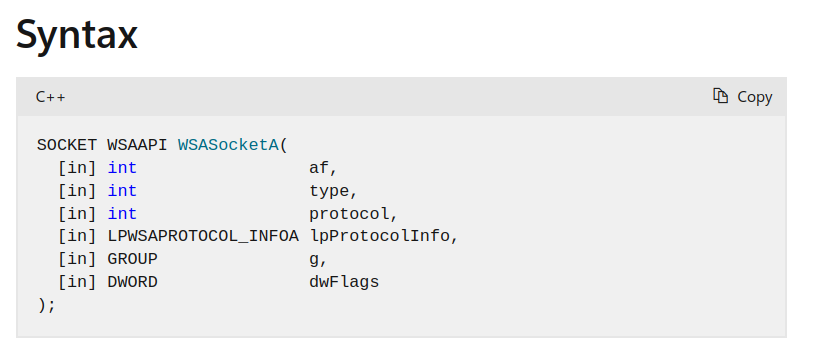 Syntax
C++ Copy
SOCKET WSAAPI WSASocketA(
  [in] int                 af,
  [in] int                 type,
  [in] int                 protocol,
  [in] LPWSAPROTOCOL_INFOA lpProtocolInfo,
  [in] GROUP               g,
  [in] DWORD               dwFlags
);